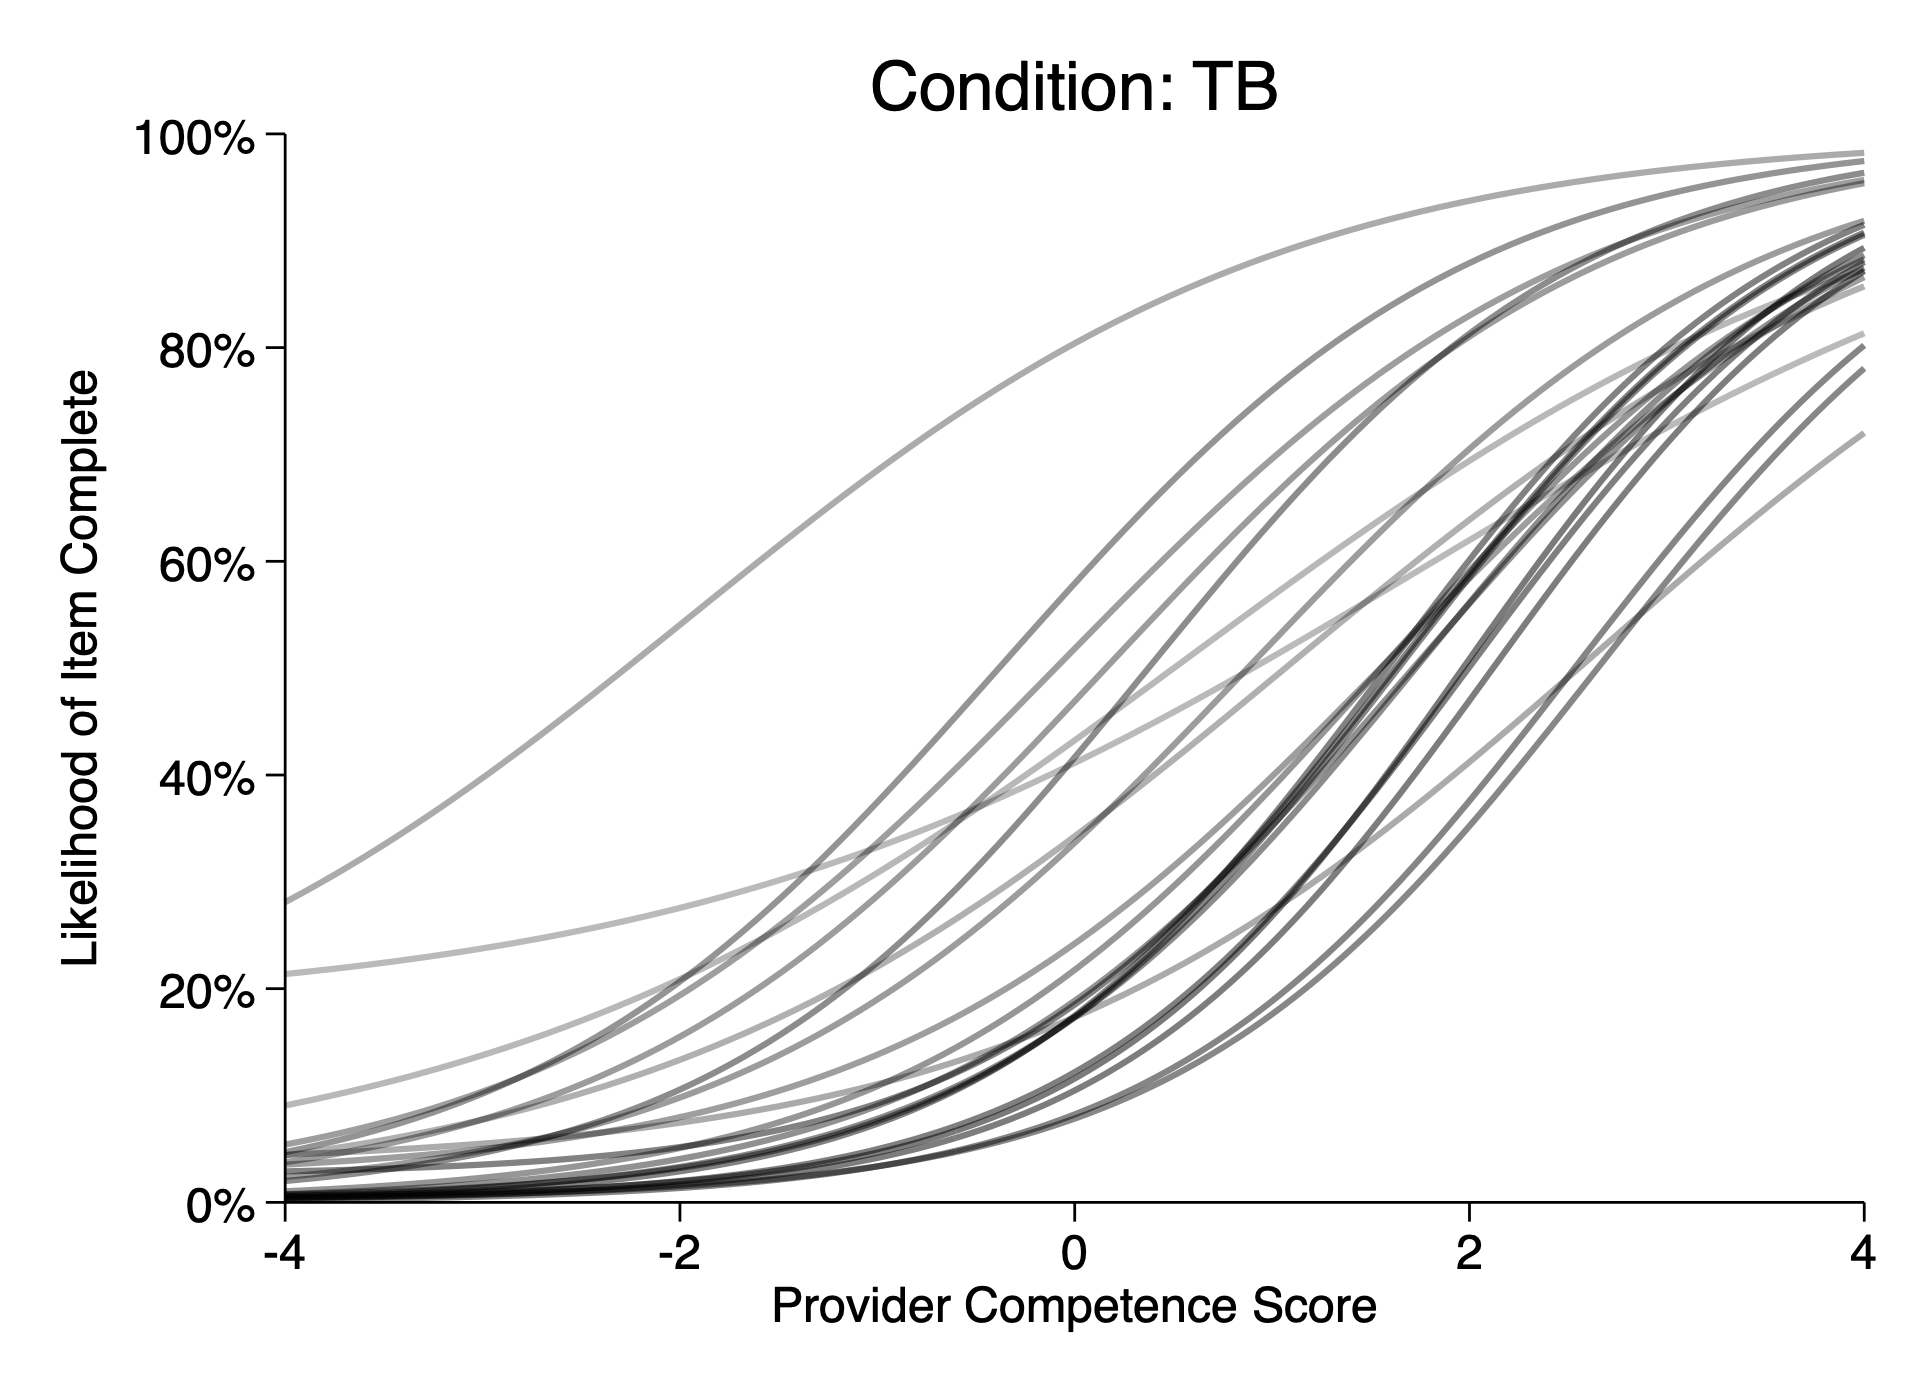 Condition: TB
100%
80%
60%
40%
20%
0%
Likelihood of Item Complete
-4 -2 0 2 4
Provider Competence Score